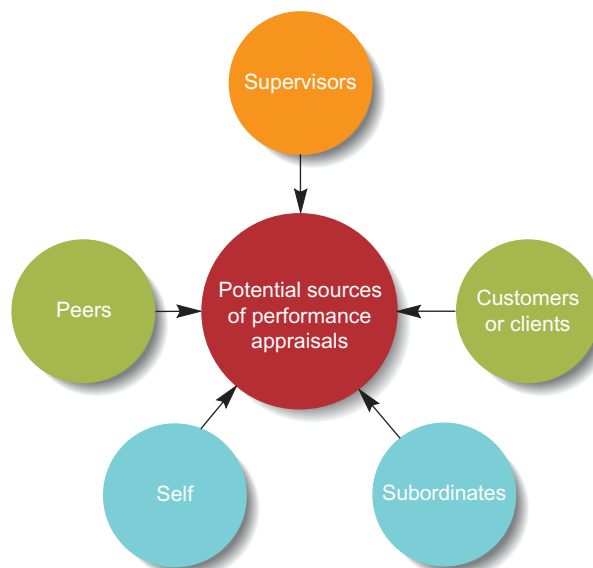 Supervisors
Peers
Potential sources
of performance
appraisals
Customers
or clients
Self
Subordinates